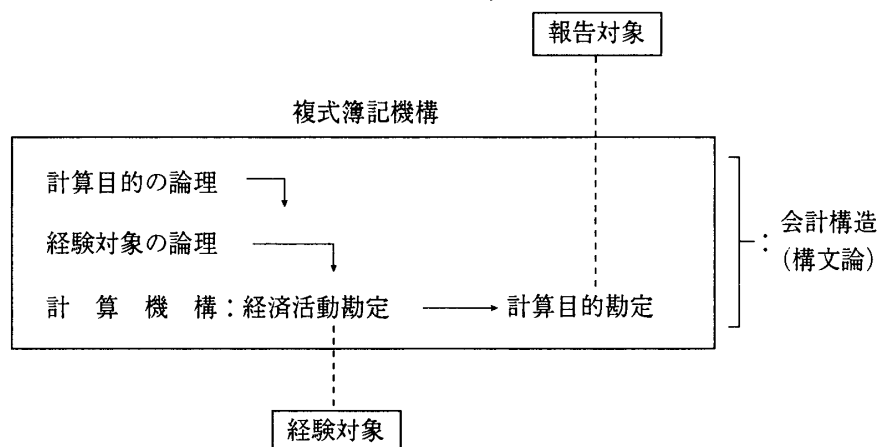 報告対象
複式簿記機構
計算目的の論理
経験対象の論理
計算機構：経済活動勘定 計算目的勘定
：会計構造
（構文論）
経験対象